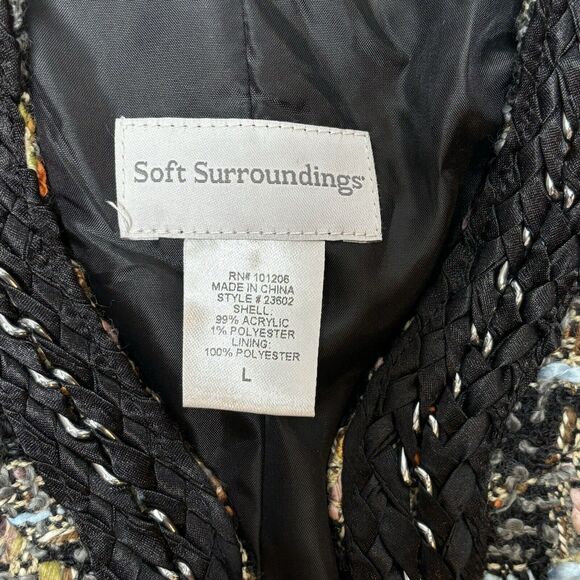 Soft Surroundings
RN# 101206
MADE IN CHINA
STYLE # 23602
SHELL:
99% ACRYLIC
1% POLYESTER
LINING:
100% POLYESTER
L